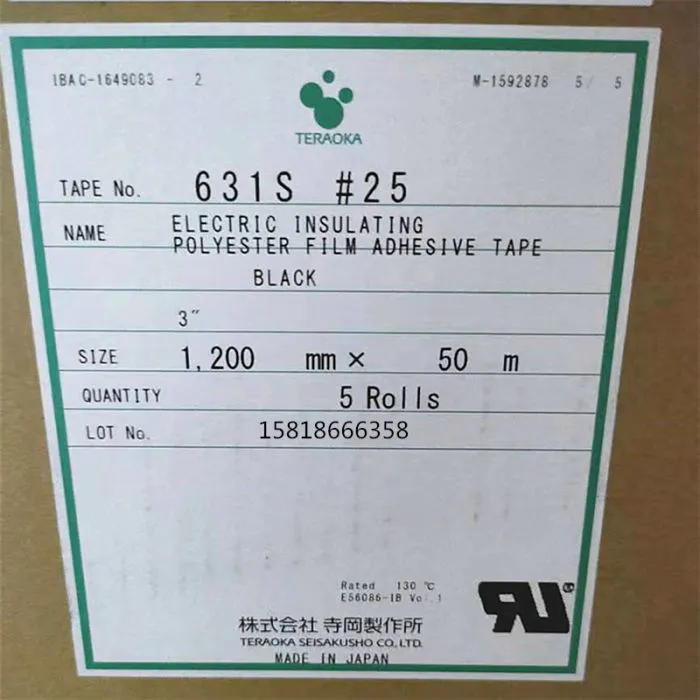 IBAC-1649083 - 2
M-1592878 5/ 5
TERAOKA
TAPE No. 631S #25
NAME ELECTRIC INSULATING
POLYESTER FILM ADHESIVE TAPE
BLACK
3″
SIZE 1,200 mm × 50 m
QUANTITY 5 Rolls
LOT No. 15818666358
Rated 130 ℃
E56086-IB Vol.1
株式会社 寺岡製作所
TERAOKA SEISAKUSHO CO., LTD.
MADE IN JAPAN